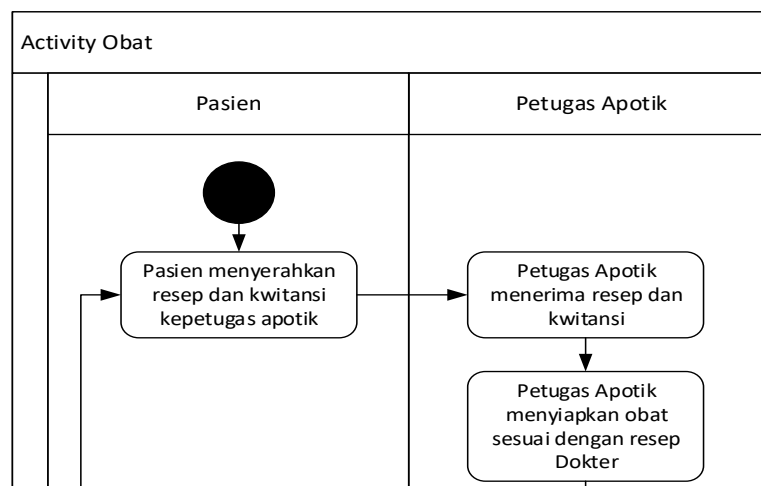 Activity Obat
Pasien
Petugas Apotik
Pasien menyerahkan
resep dan kwitansi
kepetugas apotik
Petugas Apotik
menerima resep dan
kwitansi
Petugas Apotik
menyiapkan obat
sesuai dengan resep
Dokter